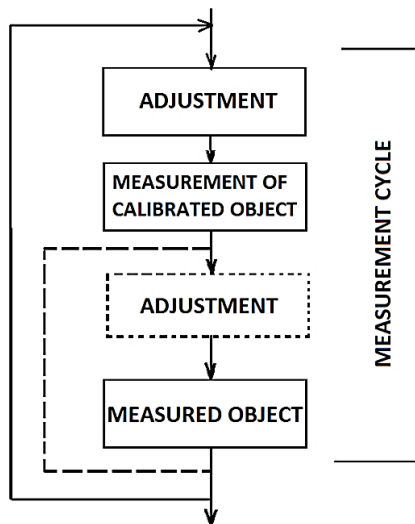 ADJUSTMENT
MEASUREMENT OF
CALIBRATED OBJECT
ADJUSTMENT
MEASURED OBJECT
MEASUREMENT CYCLE